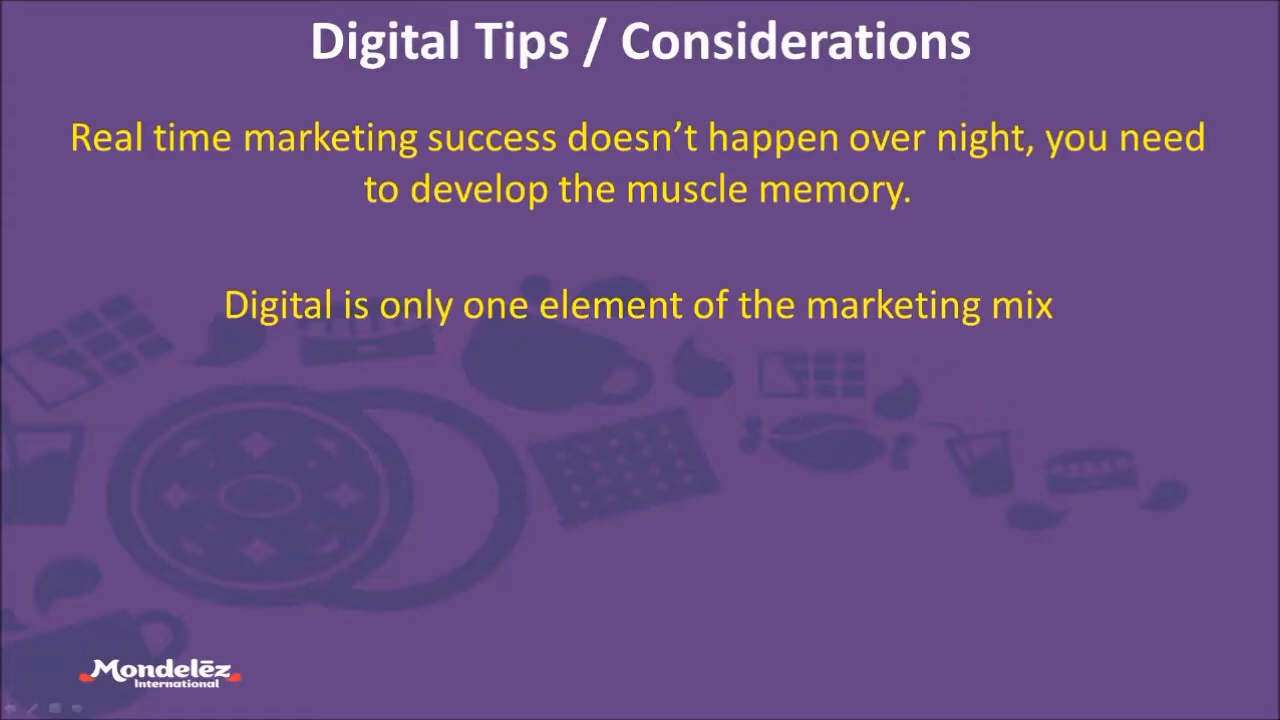 Digital Tips / Considerations
Real time marketing success doesn’t happen over night, you need
to develop the muscle memory.
Digital is only one element of the marketing mix
Mondelēz
International